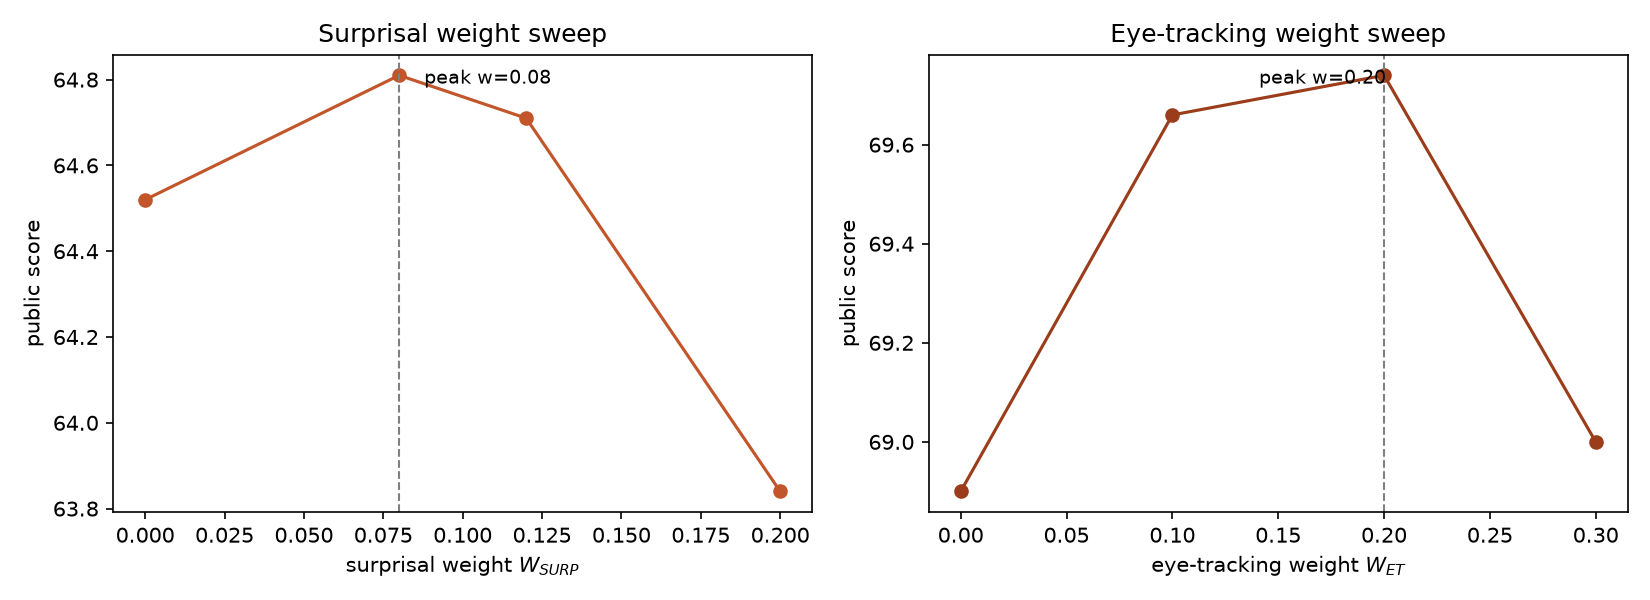 Surprisal weight sweep
64.8
64.6
64.4
64.2
64.0
63.8
public score
peak w=0.08
0.000 0.025 0.050 0.075 0.100 0.125 0.150 0.175 0.200
surprisal weight W_SURP
Eye-tracking weight sweep
69.6
69.4
69.2
69.0
public score
peak w=0.20
0.00 0.05 0.10 0.15 0.20 0.25 0.30
eye-tracking weight W_ET